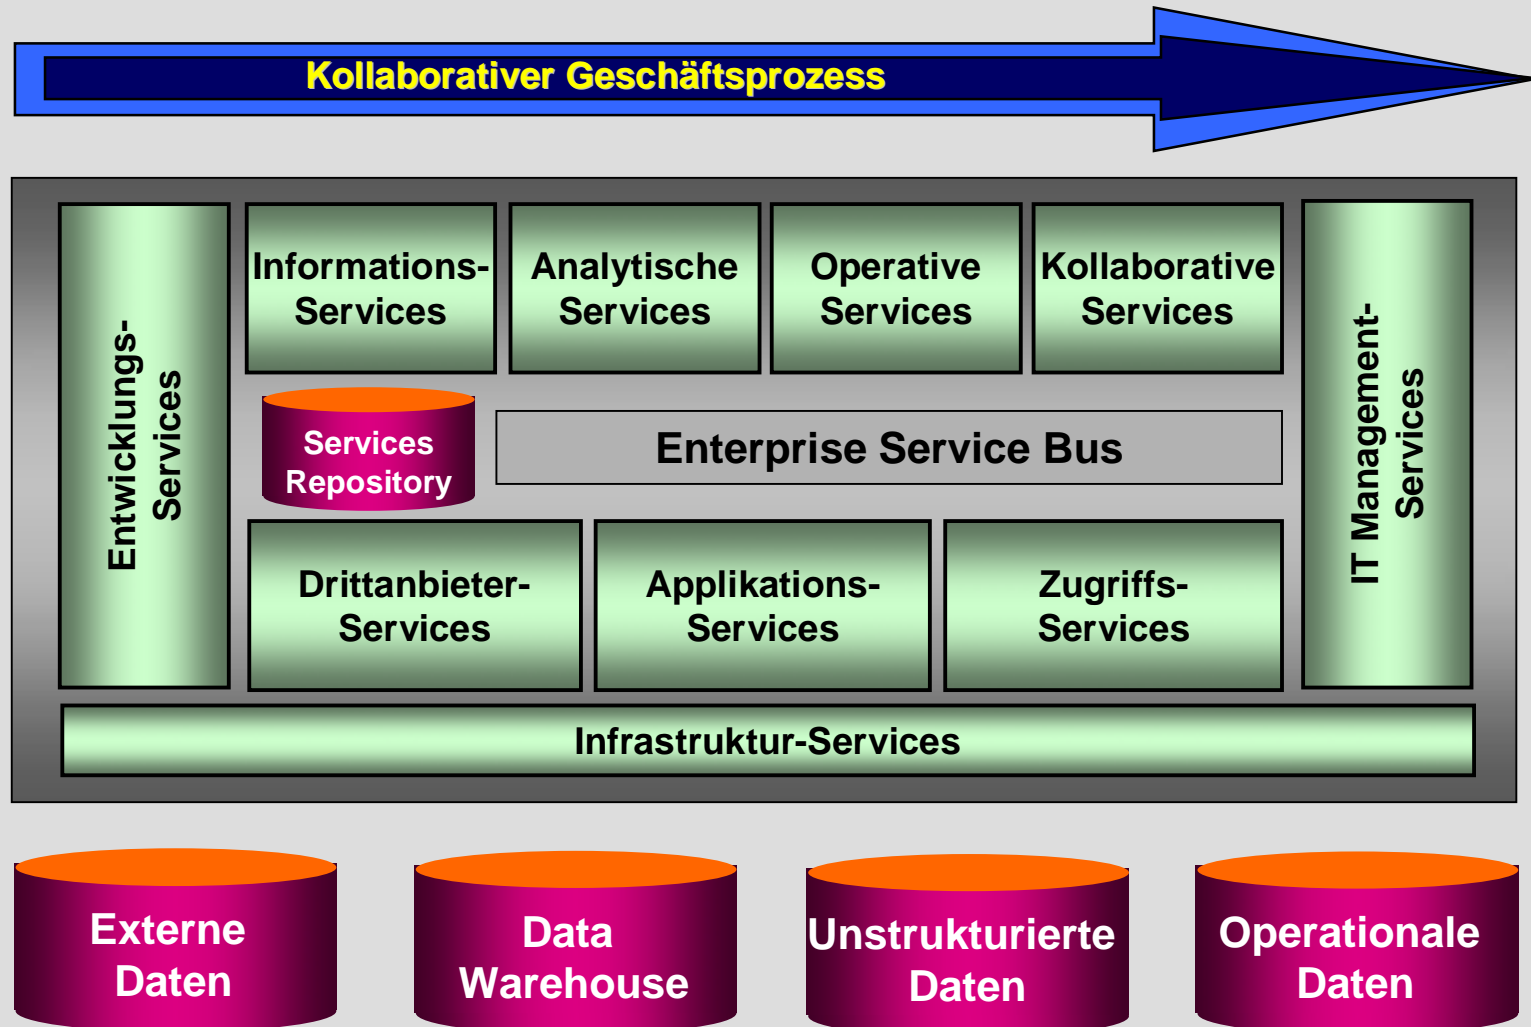 Kollaborativer Geschäftsprozess
Entwicklungs-
Services
Informations-
Services
Analytische
Services
Operative
Services
Kollaborative
Services
IT Management-
Services
Services
Repository
Enterprise Service Bus
Drittanbieter-
Services
Applikations-
Services
Zugriffs-
Services
Infrastruktur-Services
Externe
Daten
Data
Warehouse
Unstrukturierte
Daten
Operationale
Daten